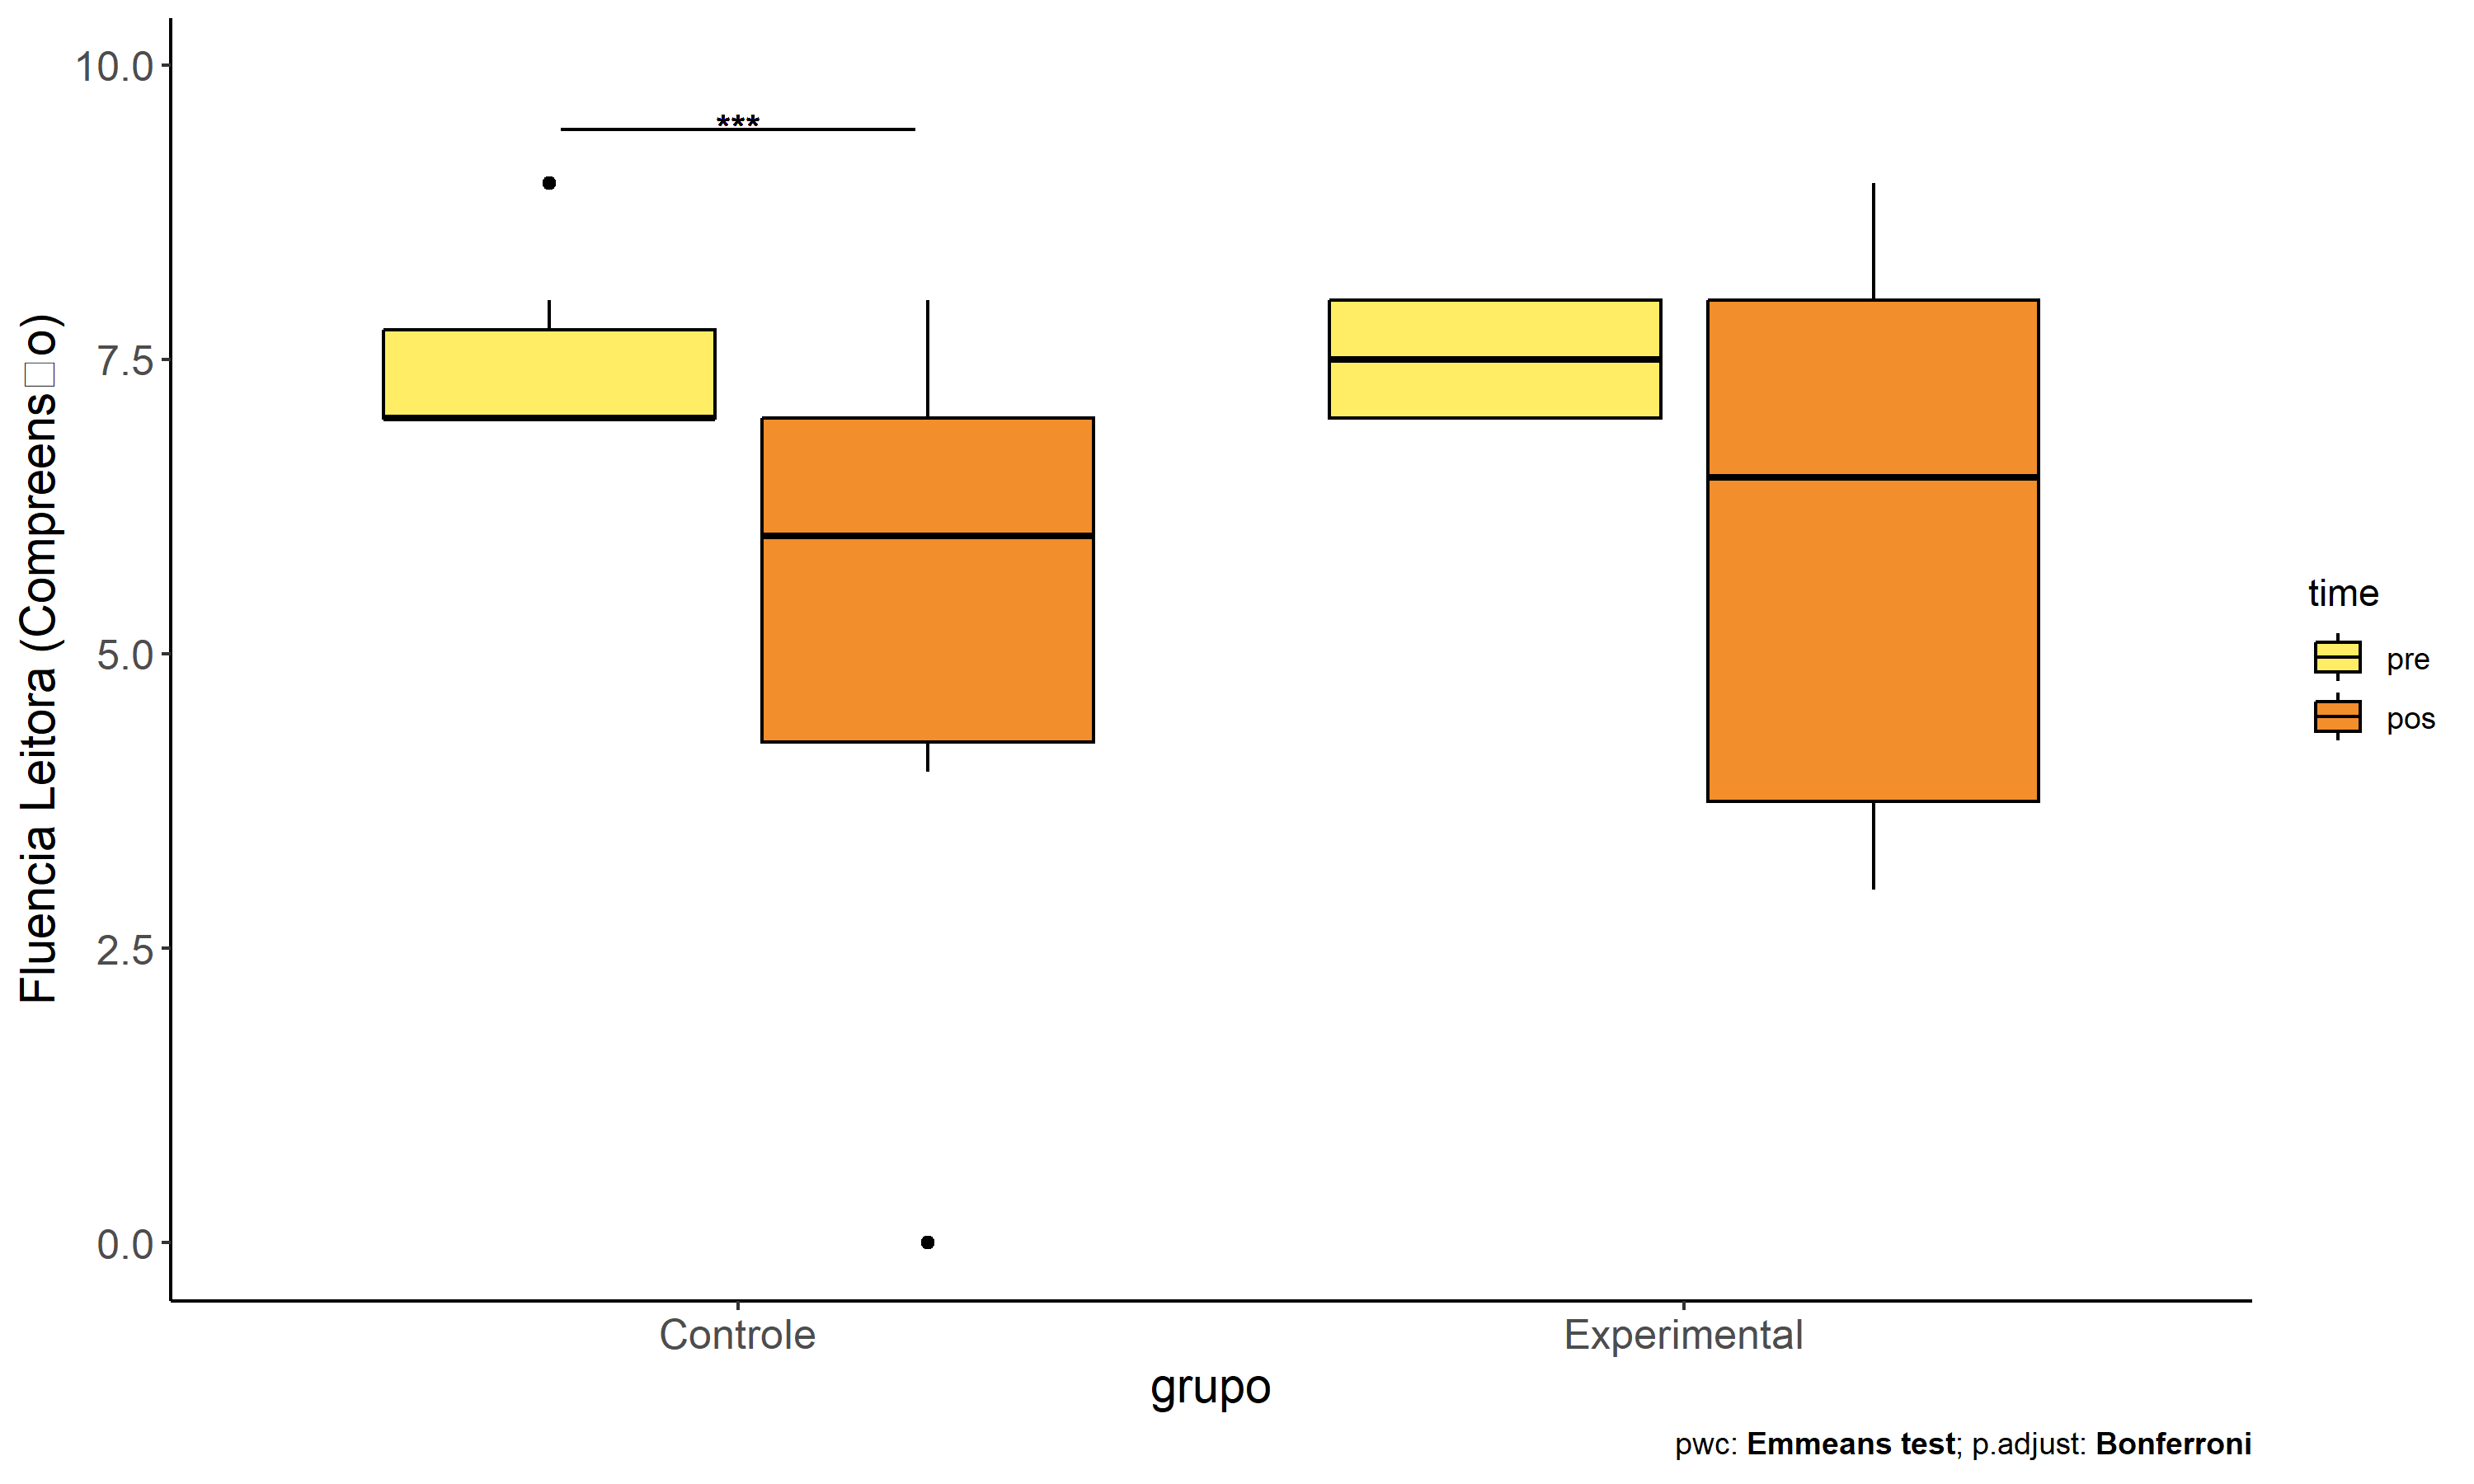 10.0
7.5
5.0
2.5
0.0
Fluencia Leitora (Compreens□o)
***
Controle
Experimental
grupo
time
pre
pos
pwc: Emmeans test; p.adjust: Bonferroni